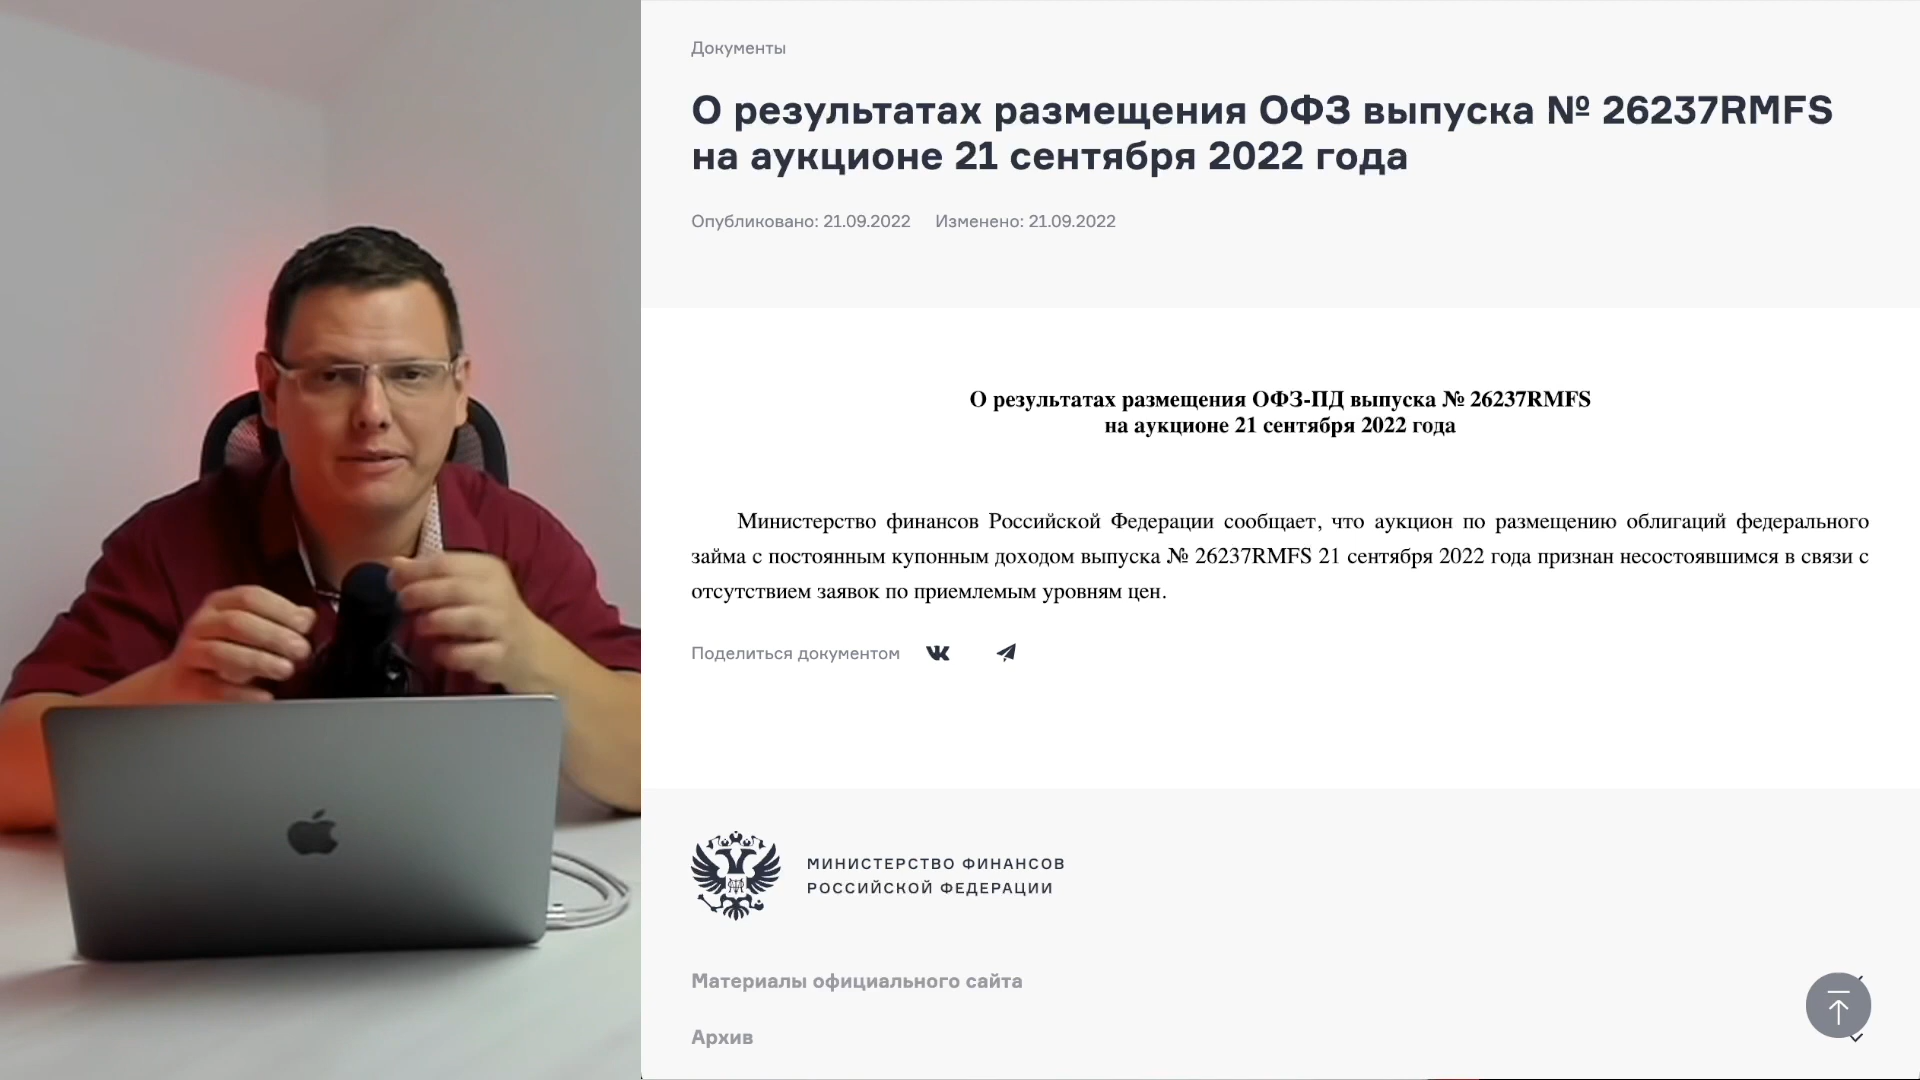 Документы
О результатах размещения ОФЗ выпуска № 26237RMFS
на аукционе 21 сентября 2022 года
Опубликовано: 21.09.2022 Изменено: 21.09.2022
О результатах размещения ОФЗ-ПД выпуска № 26237RMFS
на аукционе 21 сентября 2022 года
Министерство финансов Российской Федерации сообщает, что аукцион по размещению облигаций федерального
займа с постоянным купонным доходом выпуска № 26237RMFS 21 сентября 2022 года признан несостоявшимся в связи с
отсутствием заявок по приемлемым уровням цен.
Поделиться документом
МИНИСТЕРСТВО ФИНАНСОВ
РОССИЙСКОЙ ФЕДЕРАЦИИ
Материалы официального сайта
Архив